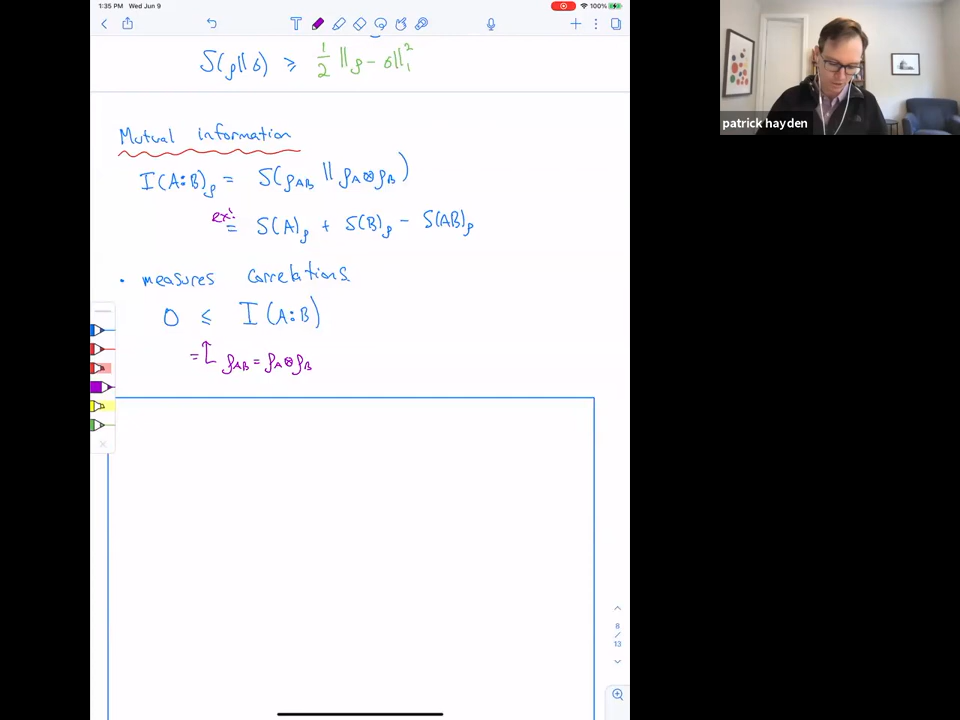 1:35 PM Wed Jun 9
100%
S(ρ||σ) ≥ 1/2 ||ρ - σ||₁²
patrick hayden
Mutual information
I(A:B)ρ = S(ρAB || ρA⊗ρB)
ex! = S(A)ρ + S(B)ρ - S(AB)ρ
• measures correlations
0 ≤ I(A:B)
= ρAB = ρA⊗ρB
8
/
13